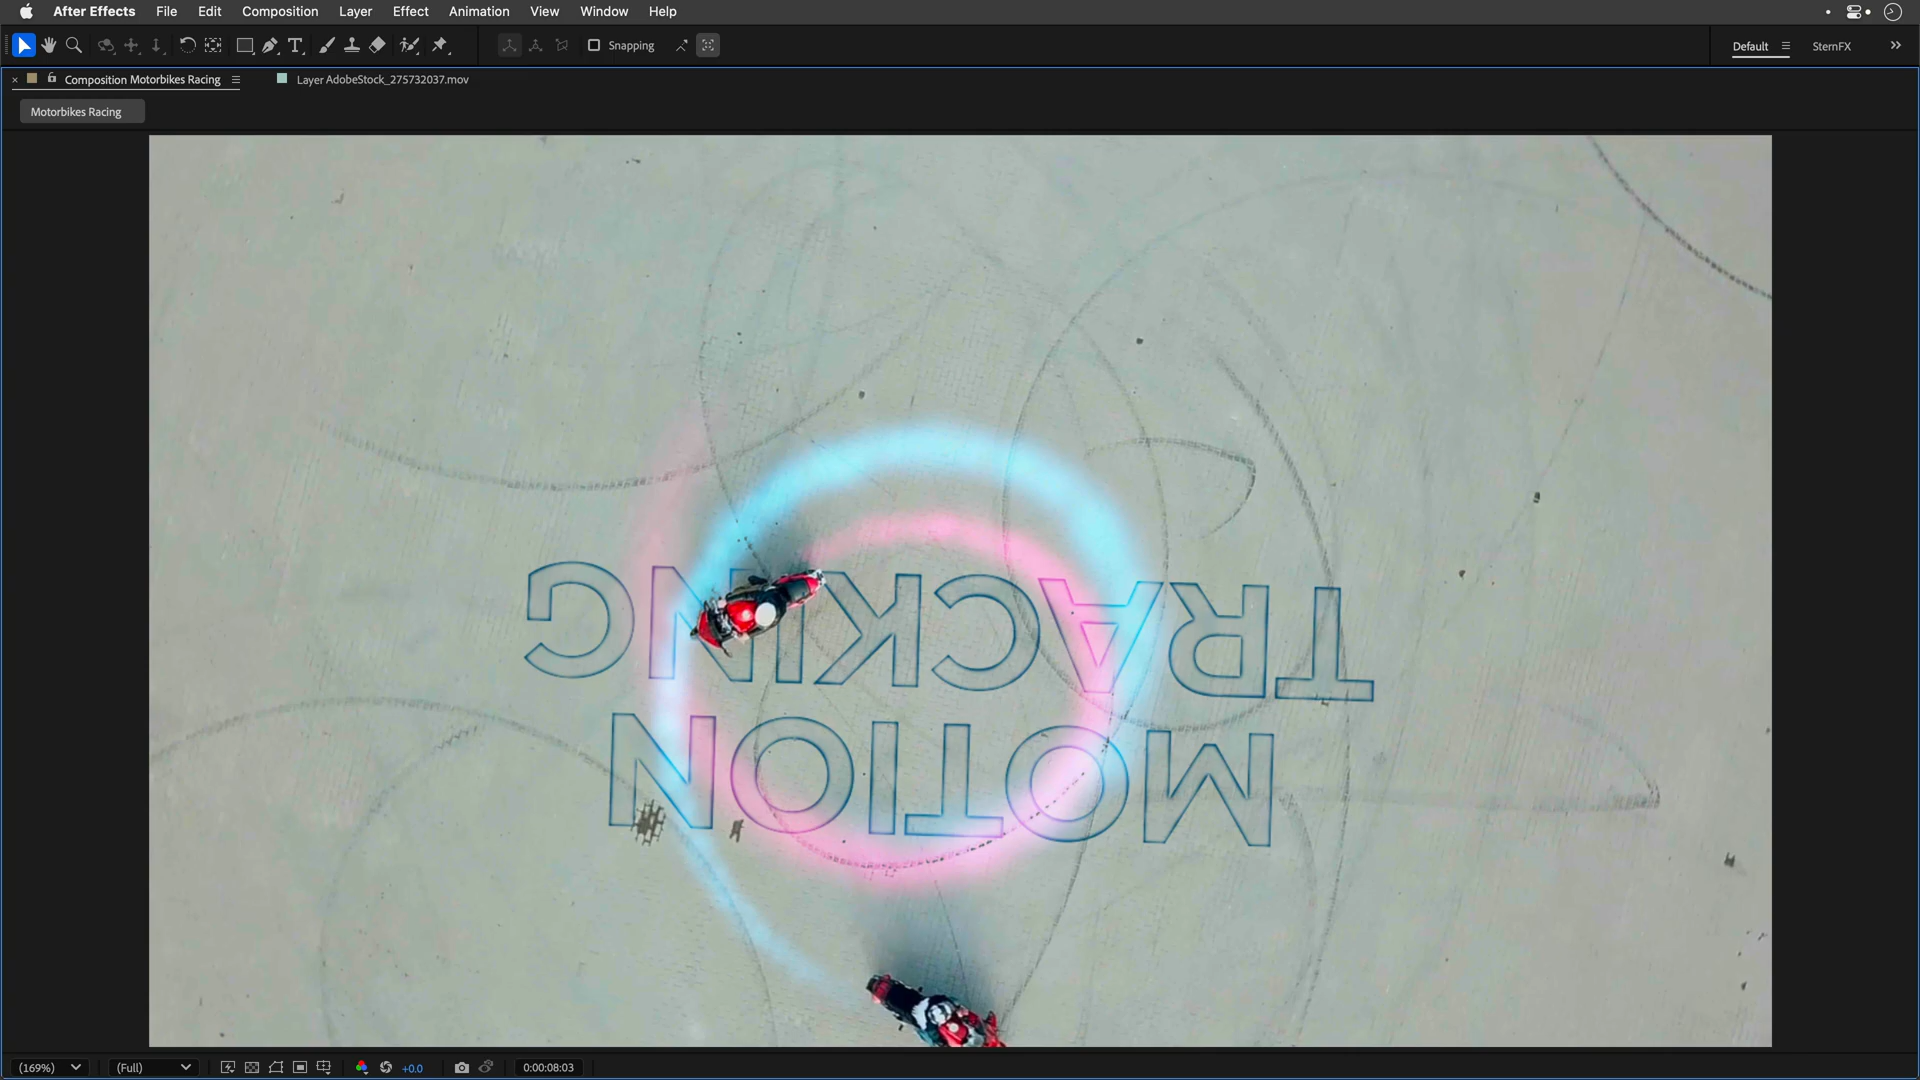 After Effects File Edit Composition Layer Effect Animation View Window Help
Snapping Default SternFX
Composition Motorbikes Racing Layer AdobeStock_275732037.mov
Motorbikes Racing
MOTION
TRACKING
(169%) (Full) +0.0 0:00:08:03